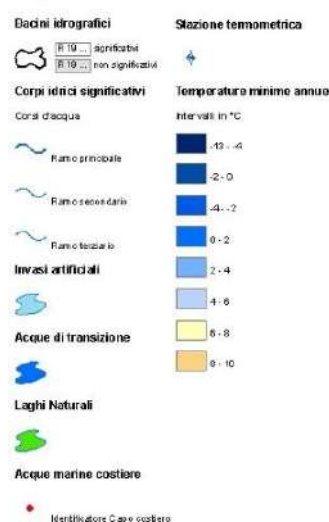 Bacini idrografici
R 19 ... significativi
R 19 ... non significativi
Corpi idrici significativi
Corsi d'acqua
Ramo principale
Ramo secondario
Ramo terziario
Invasi artificiali
Acque di transizione
Laghi Naturali
Acque marine costiere
Identificatore Capo costiero
Stazione termometrica
Temperature minime annue
Intervalli in °C
-13 - -4
-2 - 0
-4 - -2
0 - 2
2 - 4
4 - 6
6 - 8
8 - 10